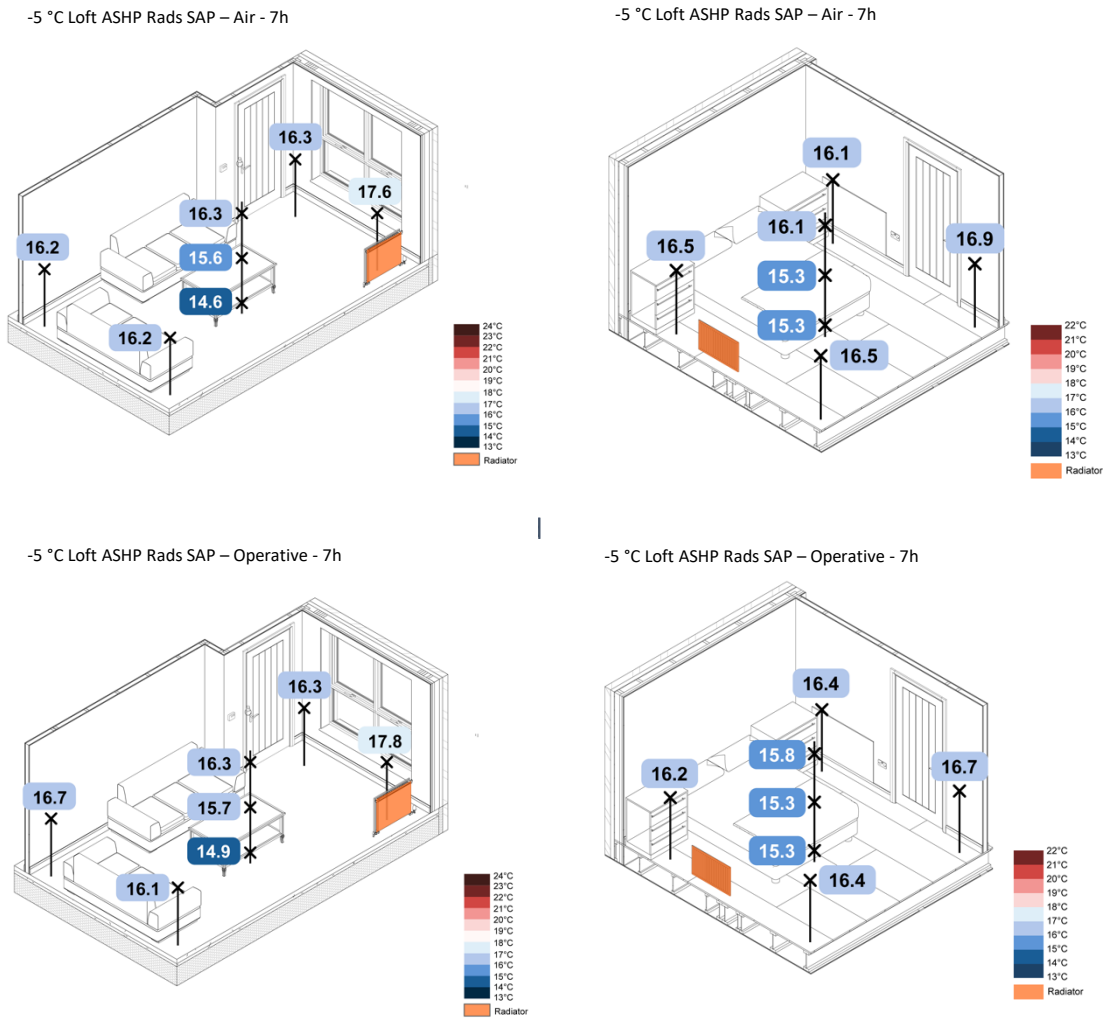 -5 °C Loft ASHP Rads SAP – Air - 7h
16.3
17.6
16.3
16.2
15.6
14.6
16.2
24°C
23°C
22°C
21°C
20°C
19°C
18°C
17°C
16°C
15°C
14°C
13°C
Radiator
-5 °C Loft ASHP Rads SAP – Air - 7h
16.1
16.1
16.5
16.9
15.3
15.3
16.5
22°C
21°C
20°C
19°C
18°C
17°C
16°C
15°C
14°C
13°C
Radiator
-5 °C Loft ASHP Rads SAP – Operative - 7h
16.3
17.8
16.3
16.7
15.7
14.9
16.1
24°C
23°C
22°C
21°C
20°C
19°C
18°C
17°C
16°C
15°C
14°C
13°C
Radiator
-5 °C Loft ASHP Rads SAP – Operative - 7h
16.4
15.8
16.2
16.7
15.3
15.3
16.4
22°C
21°C
20°C
19°C
18°C
17°C
16°C
15°C
14°C
13°C
Radiator